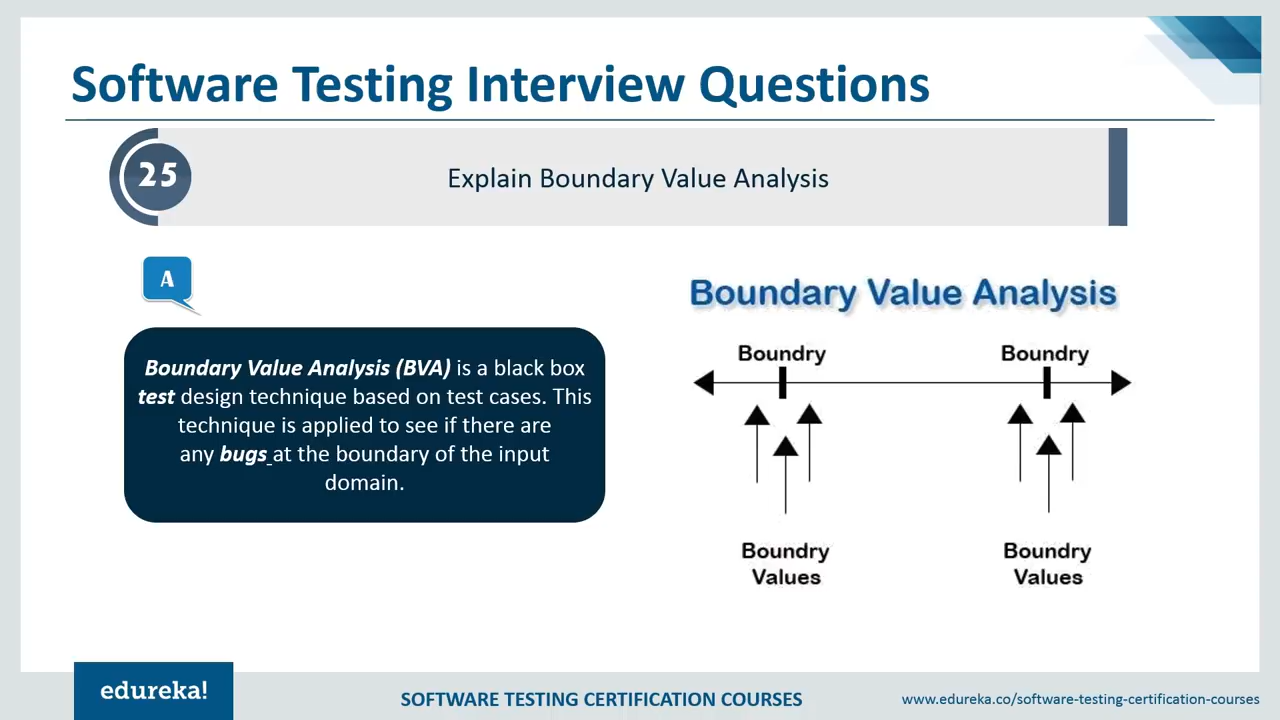 Software Testing Interview Questions
25
Explain Boundary Value Analysis
A
Boundary Value Analysis (BVA) is a black box
test design technique based on test cases. This
technique is applied to see if there are
any bugs at the boundary of the input
domain.
Boundary Value Analysis
Boundry Boundry
Boundry Boundry
Values Values
edureka!
SOFTWARE TESTING CERTIFICATION COURSES
www.edureka.co/software-testing-certification-courses